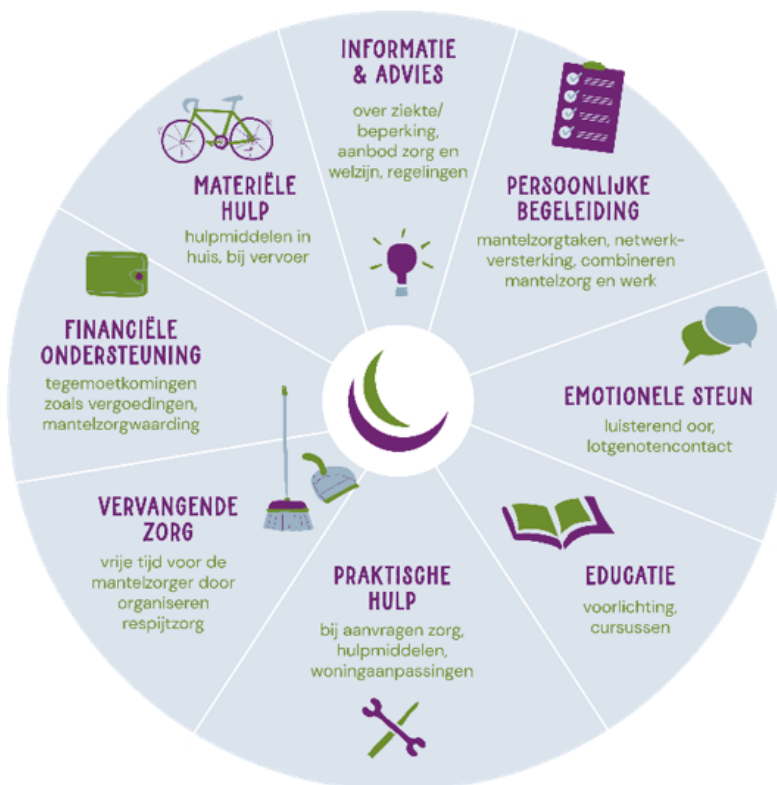 INFORMATIE
& ADVIES
over ziekte/
beperking,
aanbod zorg en
welzijn, regelingen
PERSOONLIJKE
BEGELEIDING
mantelzorgtaken, netwerk-
versterking, combineren
mantelzorg en werk
EMOTIONELE STEUN
luisterend oor,
lotgenotencontact
EDUCATIE
voorlichting,
cursussen
PRAKTISCHE
HULP
bij aanvragen zorg,
hulpmiddelen,
woningaanpassingen
VERVANGENDE
ZORG
vrije tijd voor de
mantelzorger door
organiseren
respijtzorg
FINANCIËLE
ONDERSTEUNING
tegemoetkomingen
zoals vergoedingen,
mantelzorgwaarding
MATERIËLE
HULP
hulpmiddelen in
huis, bij vervoer